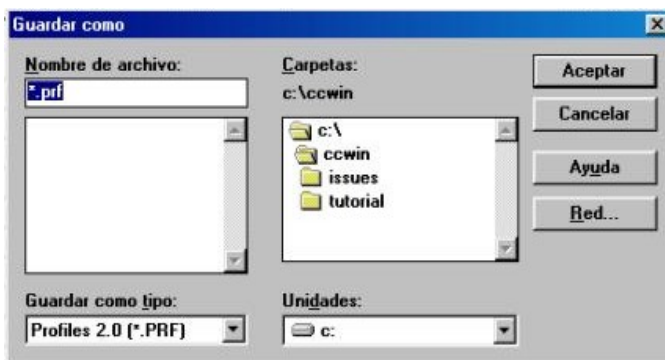 Guardar como
Nombre de archivo:
*.prf
Carpetas:
c:\ccwin
c:\
ccwin
issues
tutorial
Aceptar
Cancelar
Ayuda
Red...
Guardar como tipo:
Profiles 2.0 (*.PRF)
Unidades:
c: